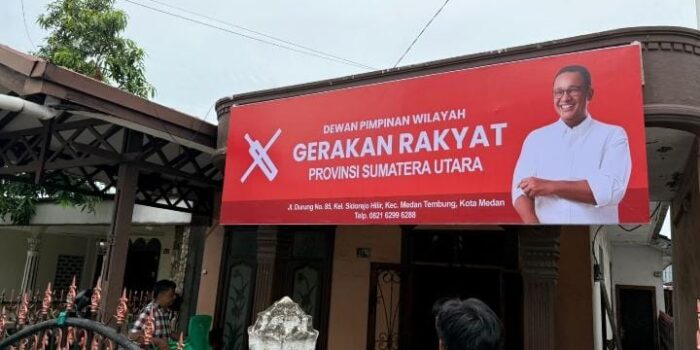 DEWAN PIMPINAN WILAYAH
GERAKAN RAKYAT
PROVINSI SUMATERA UTARA
Jl. Durung No. 85, Kel. Sidorejo Hilir, Kec. Medan Tembung, Kota Medan
Telp. 0821 6299 6288